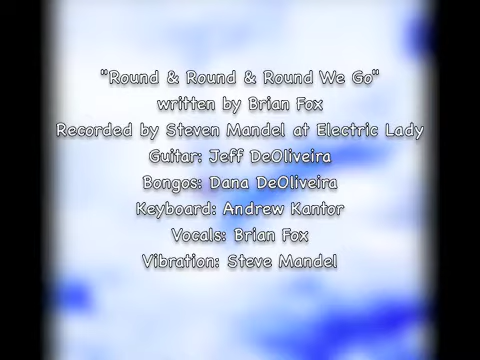 "Round & Round & Round We Go"
written by Brian Fox
Recorded by Steven Mandel at Electric Lady
Guitar: Jeff DeOliveira
Bongos: Dana DeOliveira
Keyboard: Andrew Kantor
Vocals: Brian Fox
Vibration: Steve Mandel